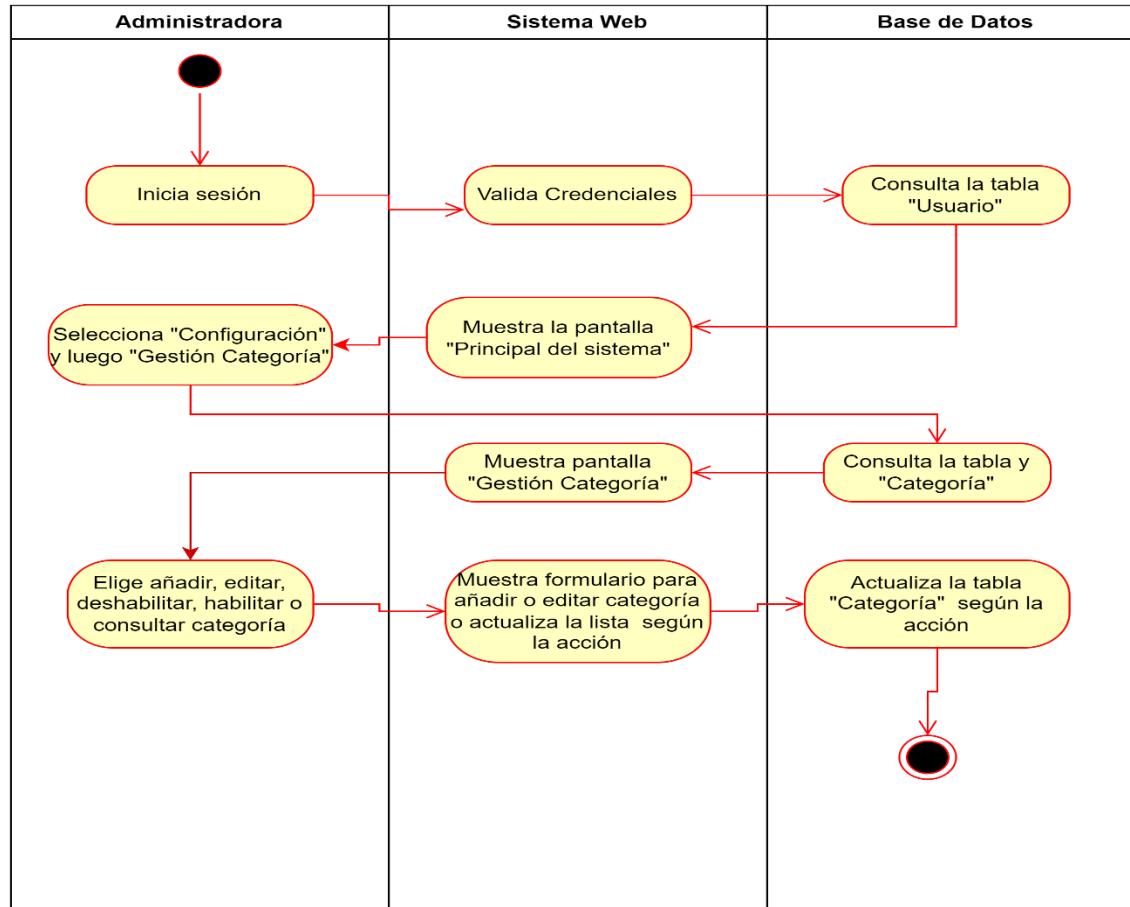 Administradora
Sistema Web
Base de Datos
Inicia sesión
Valida Credenciales
Consulta la tabla
"Usuario"
Selecciona "Configuración"
y luego "Gestión Categoría"
Muestra la pantalla
"Principal del sistema"
Muestra pantalla
"Gestión Categoría"
Consulta la tabla y
"Categoría"
Elige añadir, editar,
deshabilitar, habilitar o
consultar categoría
Muestra formulario para
añadir o editar categoría
o actualiza la lista según
la acción
Actualiza la tabla
"Categoría" según la
acción